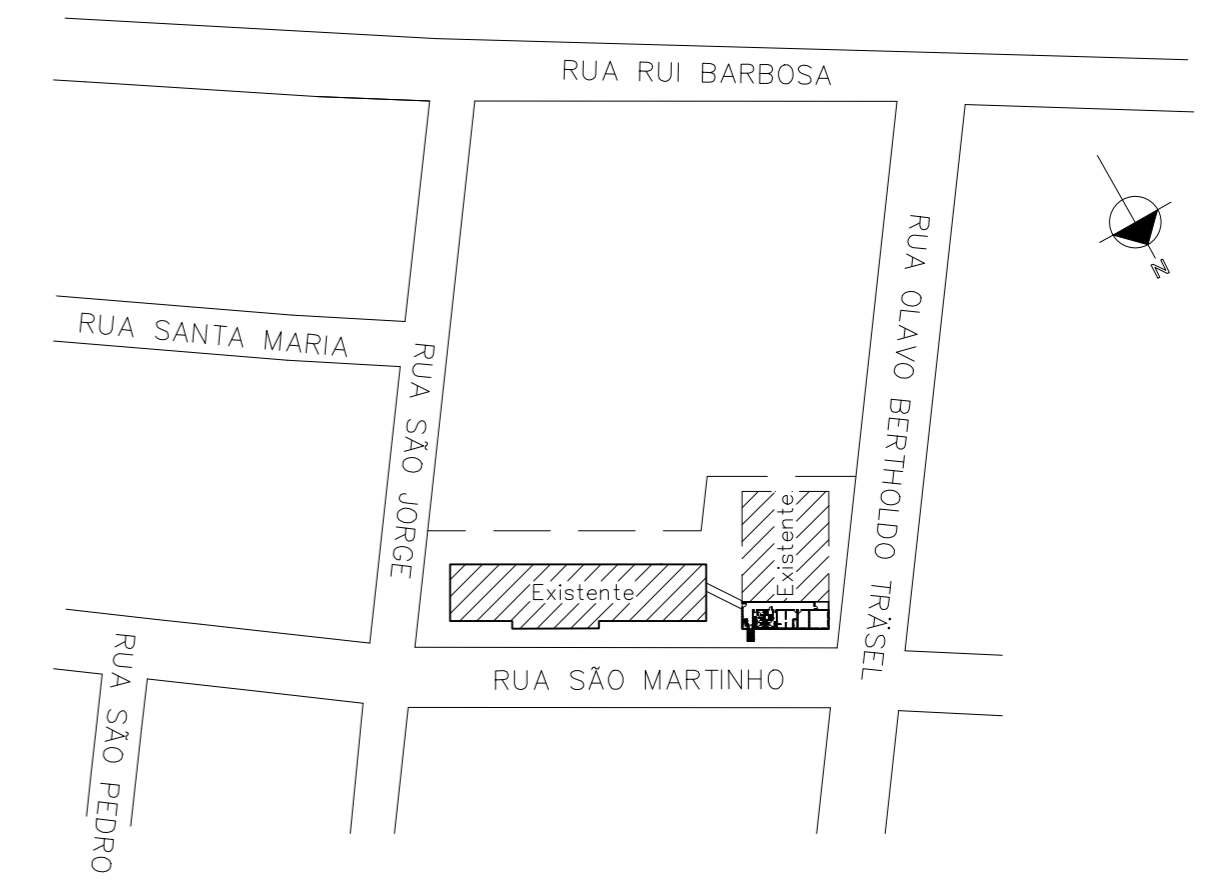 RUA RUI BARBOSA
RUA OLAVO BERTHOLDO TRÄSEL
N
RUA SANTA MARIA
RUA SÃO JORGE
Existente
Existente
RUA SÃO MARTINHO
RUA SÃO PEDRO